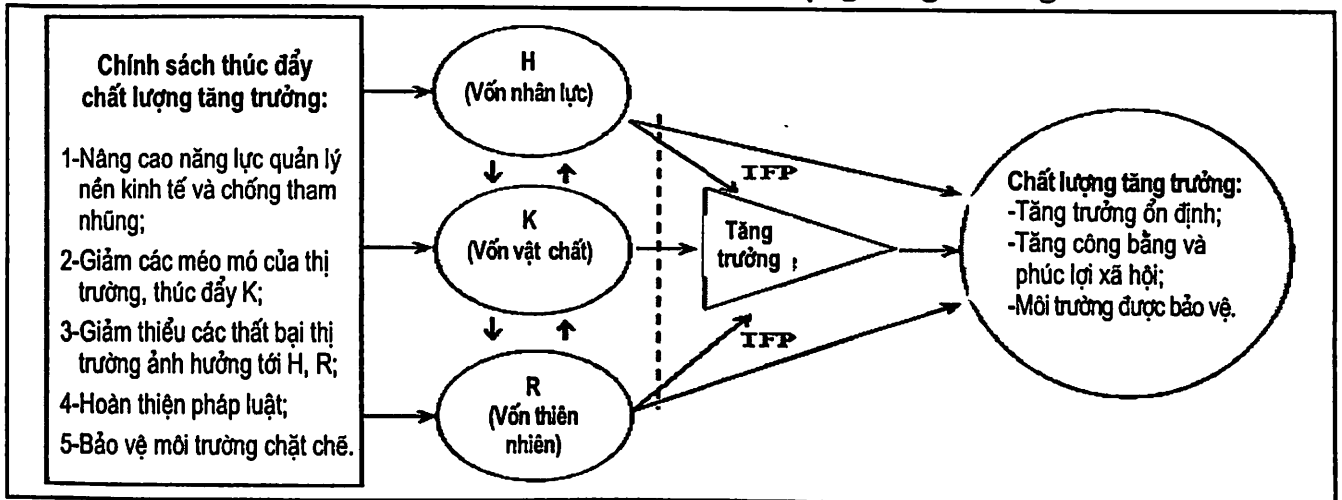 Chính sách thúc đẩy
chất lượng tăng trưởng:
1-Nâng cao năng lực quản lý
nền kinh tế và chống tham
nhũng;
2-Giảm các méo mó của thị
trường, thúc đẩy K;
3-Giảm thiểu các thất bại thị
trường ảnh hưởng tới H, R;
4-Hoàn thiện pháp luật;
5-Bảo vệ môi trường chặt chẽ.
H
(Vốn nhân lực)
K
(Vốn vật chất)
R
(Vốn thiên
nhiên)
IFP
Tăng
trưởng
IFP
Chất lượng tăng trưởng:
-Tăng trưởng ổn định;
-Tăng công bằng và
phúc lợi xã hội;
-Môi trường được bảo vệ.